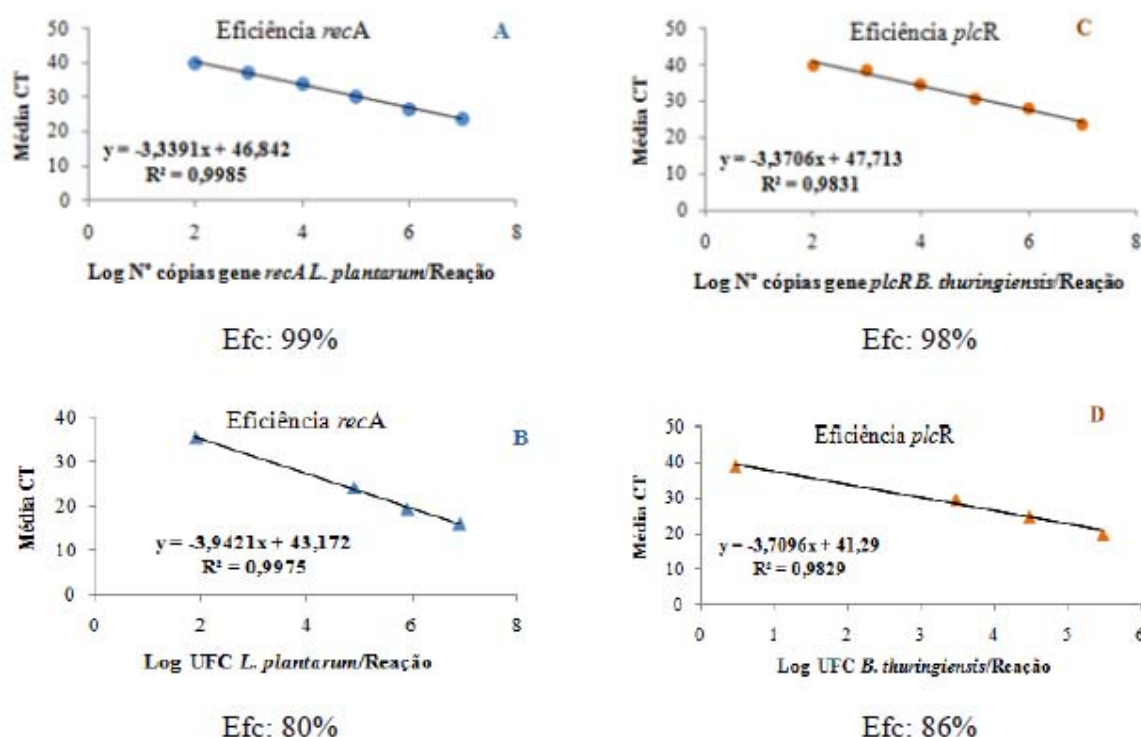 Eficiência recA
A
Média CT
50
40
30
20
10
0
y = -3,3391x + 46,842
R² = 0,9985
0 2 4 6 8
Log Nº cópias gene recA L. plantarum/Reação
Efc: 99%
Eficiência plcR
C
Média CT
50
40
30
20
10
0
y = -3,3706x + 47,713
R² = 0,9831
0 2 4 6 8
Log Nº cópias gene plcR B. thuringiensis/Reação
Efc: 98%
Eficiência recA
B
Média CT
40
30
20
10
0
y = -3,9421x + 43,172
R² = 0,9975
0 2 4 6 8
Log UFC L. plantarum/Reação
Efc: 80%
Eficiência plcR
D
Média CT
50
40
30
20
10
0
y = -3,7096x + 41,29
R² = 0,9829
0 1 2 3 4 5 6
Log UFC B. thuringiensis/Reação
Efc: 86%